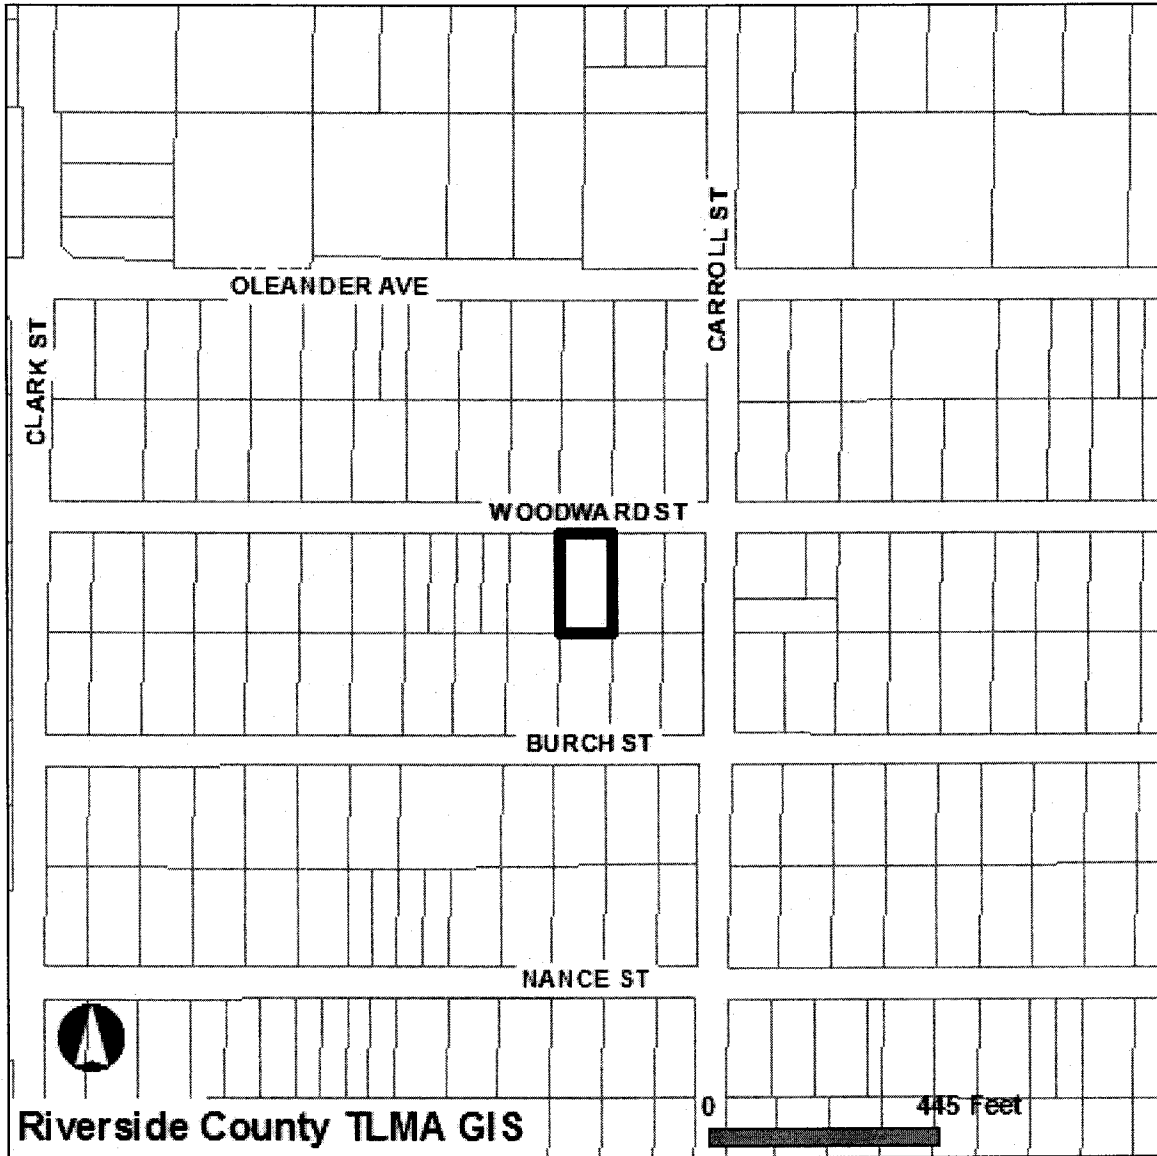 CARROLL ST
OLEANDER AVE
CLARK ST
WOODWARD ST
BURCH ST
NANCE ST
0 445 Feet
Riverside County TLMA GIS